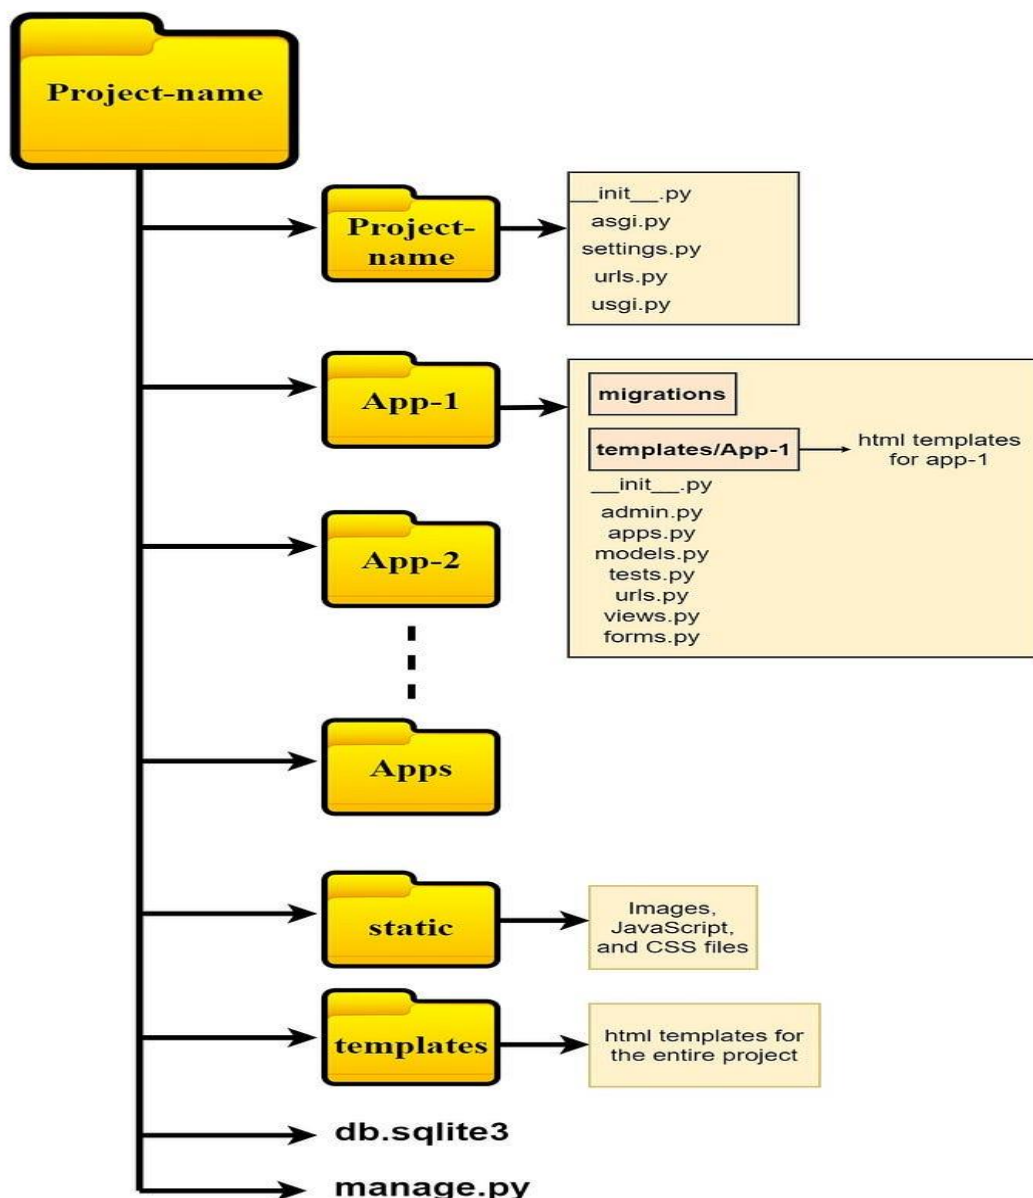 Project-name
Project-
name
__init__.py
asgi.py
settings.py
urls.py
usgi.py
App-1
migrations
templates/App-1
html templates
for app-1
__init__.py
admin.py
apps.py
models.py
tests.py
urls.py
views.py
forms.py
App-2
Apps
static
Images,
JavaScript,
and CSS files
templates
html templates for
the entire project
db.sqlite3
manage.py